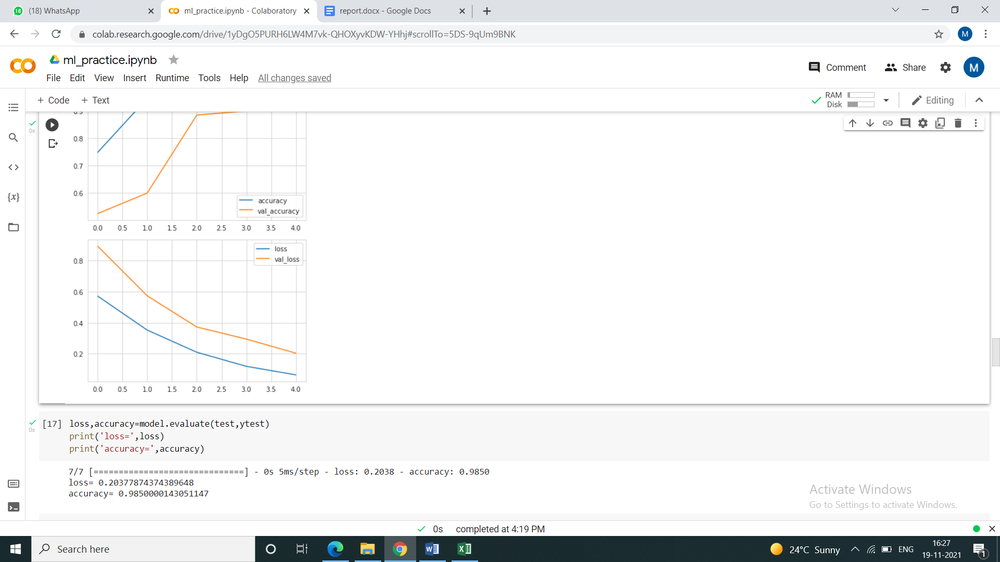 (18) WhatsApp
ml_practice.ipynb - Colaboratory
report.docx - Google Docs
colab.research.google.com/drive/1yDgO5PURH6LW4M7vk-QHOXyvKDW-YHhj#scrollTo=5DS-9qUm9BNK
M
ml_practice.ipynb
Comment
Share
M
File Edit View Insert Runtime Tools Help All changes saved
+ Code + Text
RAM
Disk
Editing
0s
0.9
0.8
0.7
0.6
accuracy
val_accuracy
0.0 0.5 1.0 1.5 2.0 2.5 3.0 3.5 4.0
loss
val_loss
0.8
0.6
0.4
0.2
0.0 0.5 1.0 1.5 2.0 2.5 3.0 3.5 4.0
0s
[17] loss,accuracy=model.evaluate(test,ytest)
print('loss=',loss)
print('accuracy=',accuracy)
7/7 [==============================] - 0s 5ms/step - loss: 0.2038 - accuracy: 0.9850
loss= 0.20377874374389648
accuracy= 0.9850000143051147
Activate Windows
Go to Settings to activate Windows.
0s completed at 4:19 PM
Search here
24°C Sunny
ENG
16:27
19-11-2021
1